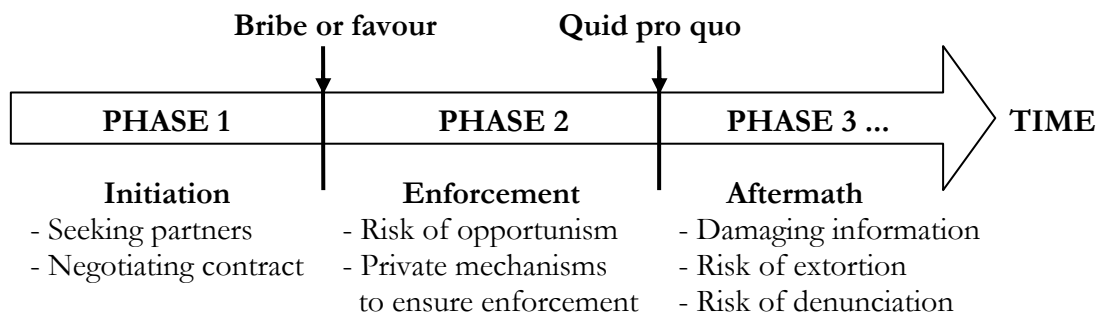 Bribe or favour
Quid pro quo
PHASE 1
PHASE 2
PHASE 3 ...
TIME
Initiation
- Seeking partners
- Negotiating contract
Enforcement
- Risk of opportunism
- Private mechanisms
to ensure enforcement
Aftermath
- Damaging information
- Risk of extortion
- Risk of denunciation